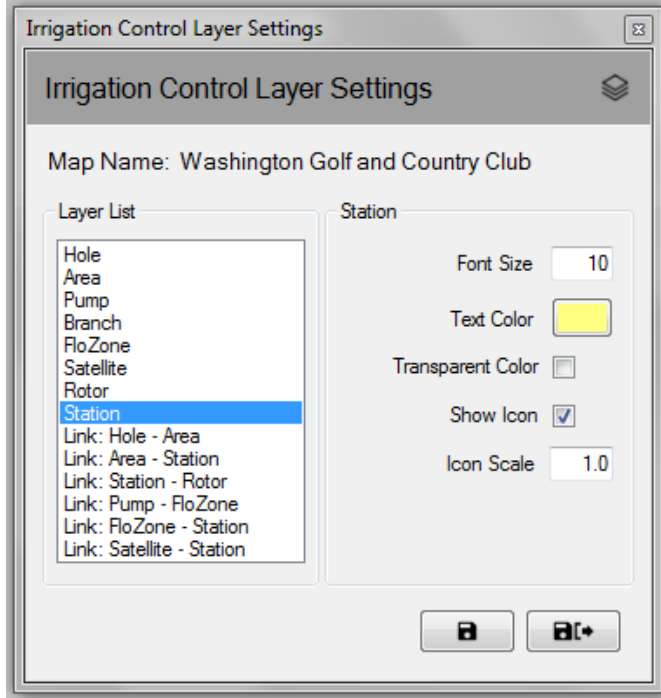 Irrigation Control Layer Settings
Irrigation Control Layer Settings
Map Name: Washington Golf and Country Club
Layer List
Hole
Area
Pump
Branch
FloZone
Satellite
Rotor
Station
Link: Hole - Area
Link: Area - Station
Link: Station - Rotor
Link: Pump - FloZone
Link: FloZone - Station
Link: Satellite - Station
Station
Font Size 10
Text Color
Transparent Color
Show Icon
Icon Scale 1.0